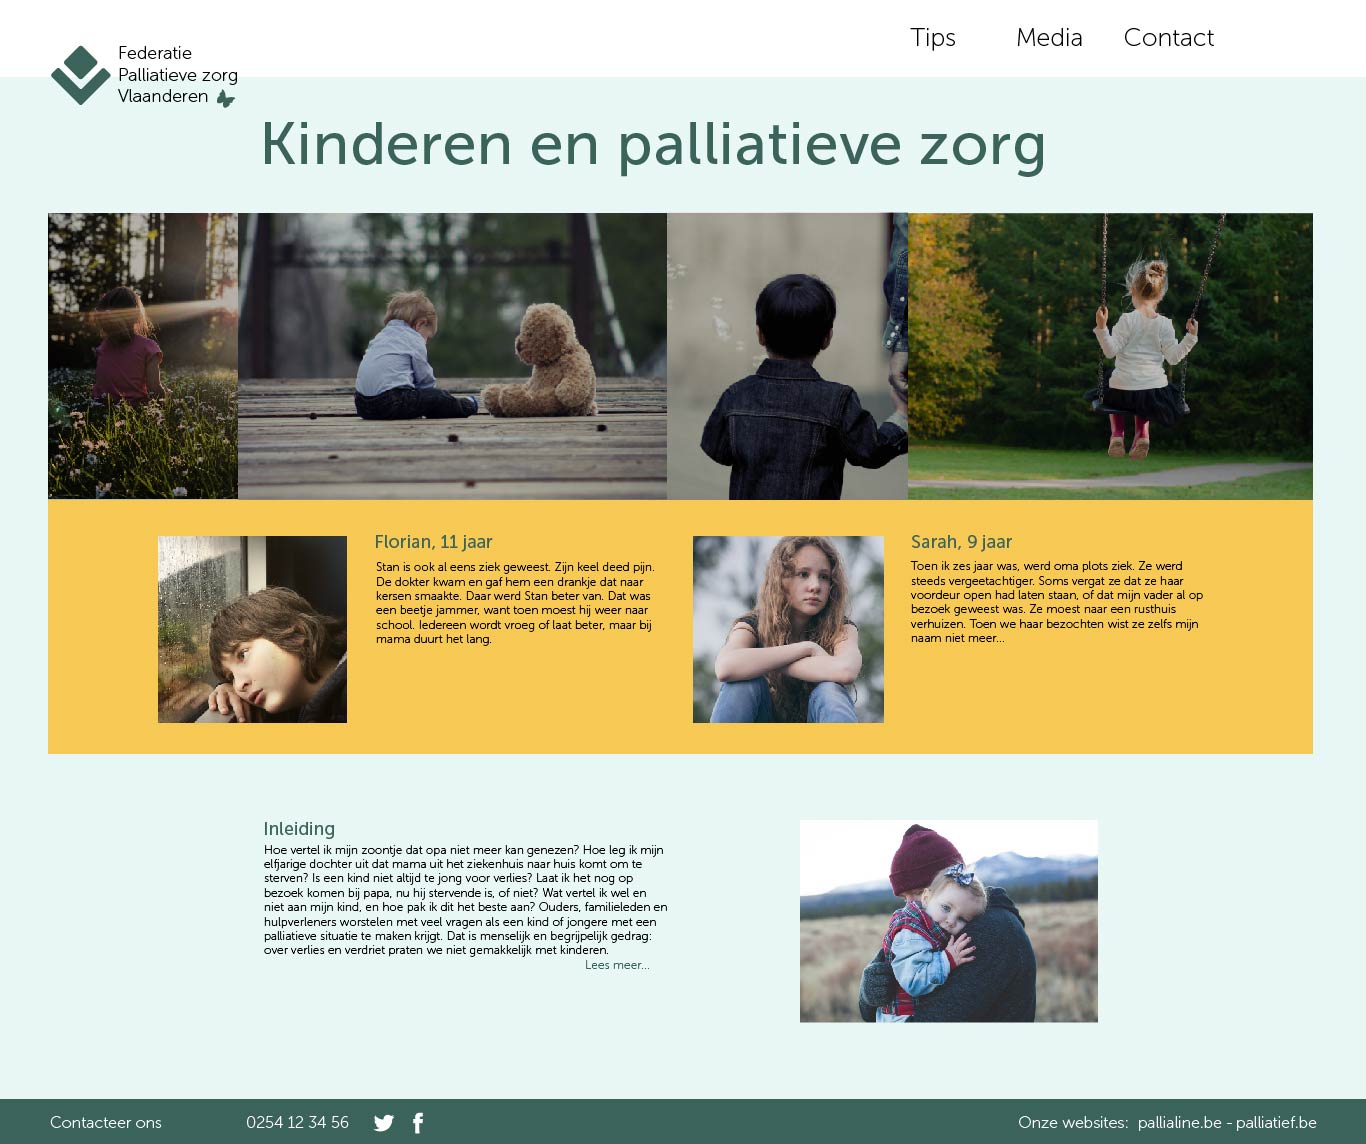 Tips Media Contact
Federatie
Palliatieve zorg
Vlaanderen
Kinderen en palliatieve zorg
Florian, 11 jaar
Stan is ook al eens ziek geweest. Zijn keel deed pijn.
De dokter kwam en gaf hem een drankje dat naar
kersen smaakte. Daar werd Stan beter van. Dat was
een beetje jammer, want toen moest hij weer naar
school. Iedereen wordt vroeg of laat beter, maar bij
mama duurt het lang.
Sarah, 9 jaar
Toen ik zes jaar was, werd oma plots ziek. Ze werd
steeds vergeetachtiger. Soms vergat ze dat ze haar
voordeur open had laten staan, of dat mijn vader al op
bezoek geweest was. Ze moest naar een rusthuis
verhuizen. Toen we haar bezochten wist ze zelfs mijn
naam niet meer...
Inleiding
Hoe vertel ik mijn zoontje dat opa niet meer kan genezen? Hoe leg ik mijn
elfjarige dochter uit dat mama uit het ziekenhuis naar huis komt om te
sterven? Is een kind niet altijd te jong voor verlies? Laat ik het nog op
bezoek komen bij papa, nu hij stervende is, of niet? Wat vertel ik wel en
niet aan mijn kind, en hoe pak ik dit het beste aan? Ouders, familieleden en
hulpverleners worstelen met veel vragen als een kind of jongere met een
palliatieve situatie te maken krijgt. Dat is menselijk en begrijpelijk gedrag:
over verlies en verdriet praten we niet gemakkelijk met kinderen.
Lees meer...
Contacteer ons 0254 12 34 56 Onze websites: pallialine.be - palliatief.be